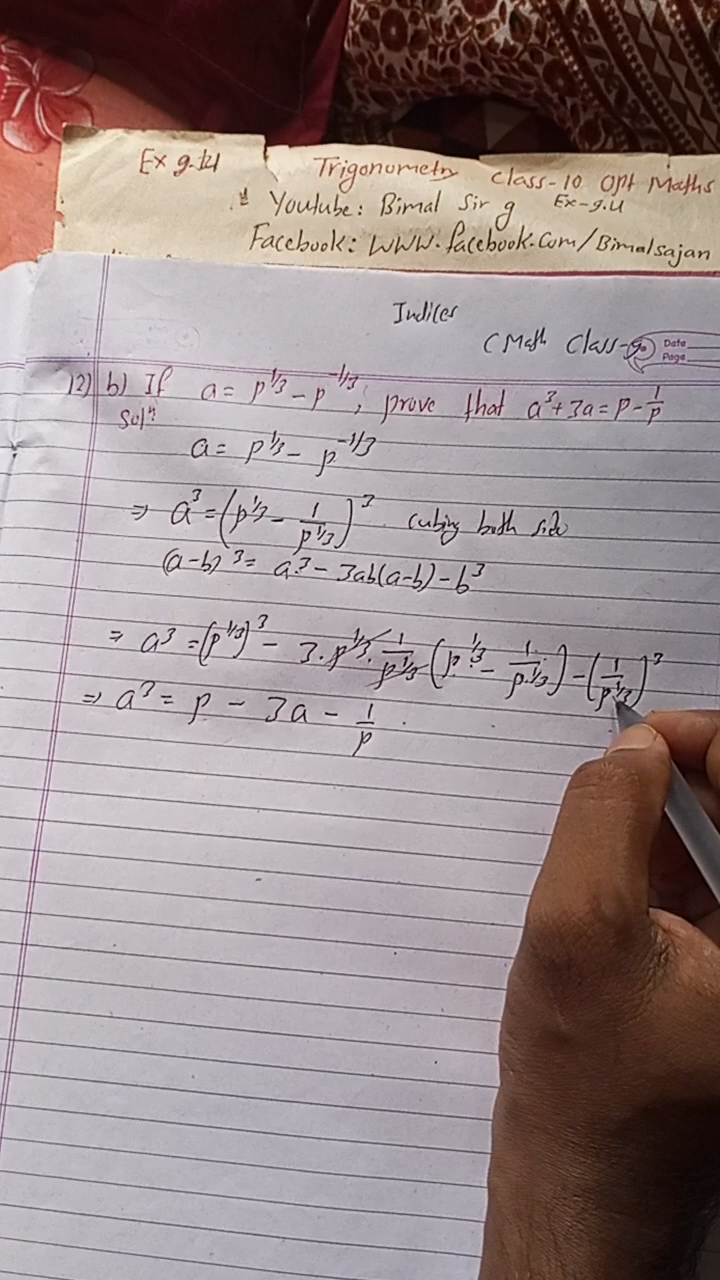 Ex 9.14
Trigonometry Class-10 Opt Maths
Youtube: Bimal Sir g Ex-9.4
Facebook: WWW.facebook.com/Bimalsajan
Indices
(Math Class-9)
Date
Page
12) b) If a = p^1/3 - p^-1/3, prove that a³ + 3a = p - 1/p
Solⁿ:
a = p^1/3 - p^-1/3
⇒ a³ = (p^1/3 - 1/p^1/3)³ cubing both side
(a-b)³ = a³ - 3ab(a-b) - b³
⇒ a³ = (p^1/3)³ - 3·p^1/3·1/p^1/3 (p^1/3 - 1/p^1/3) - (1/p^1/3)³
⇒ a³ = p - 3a - 1/p